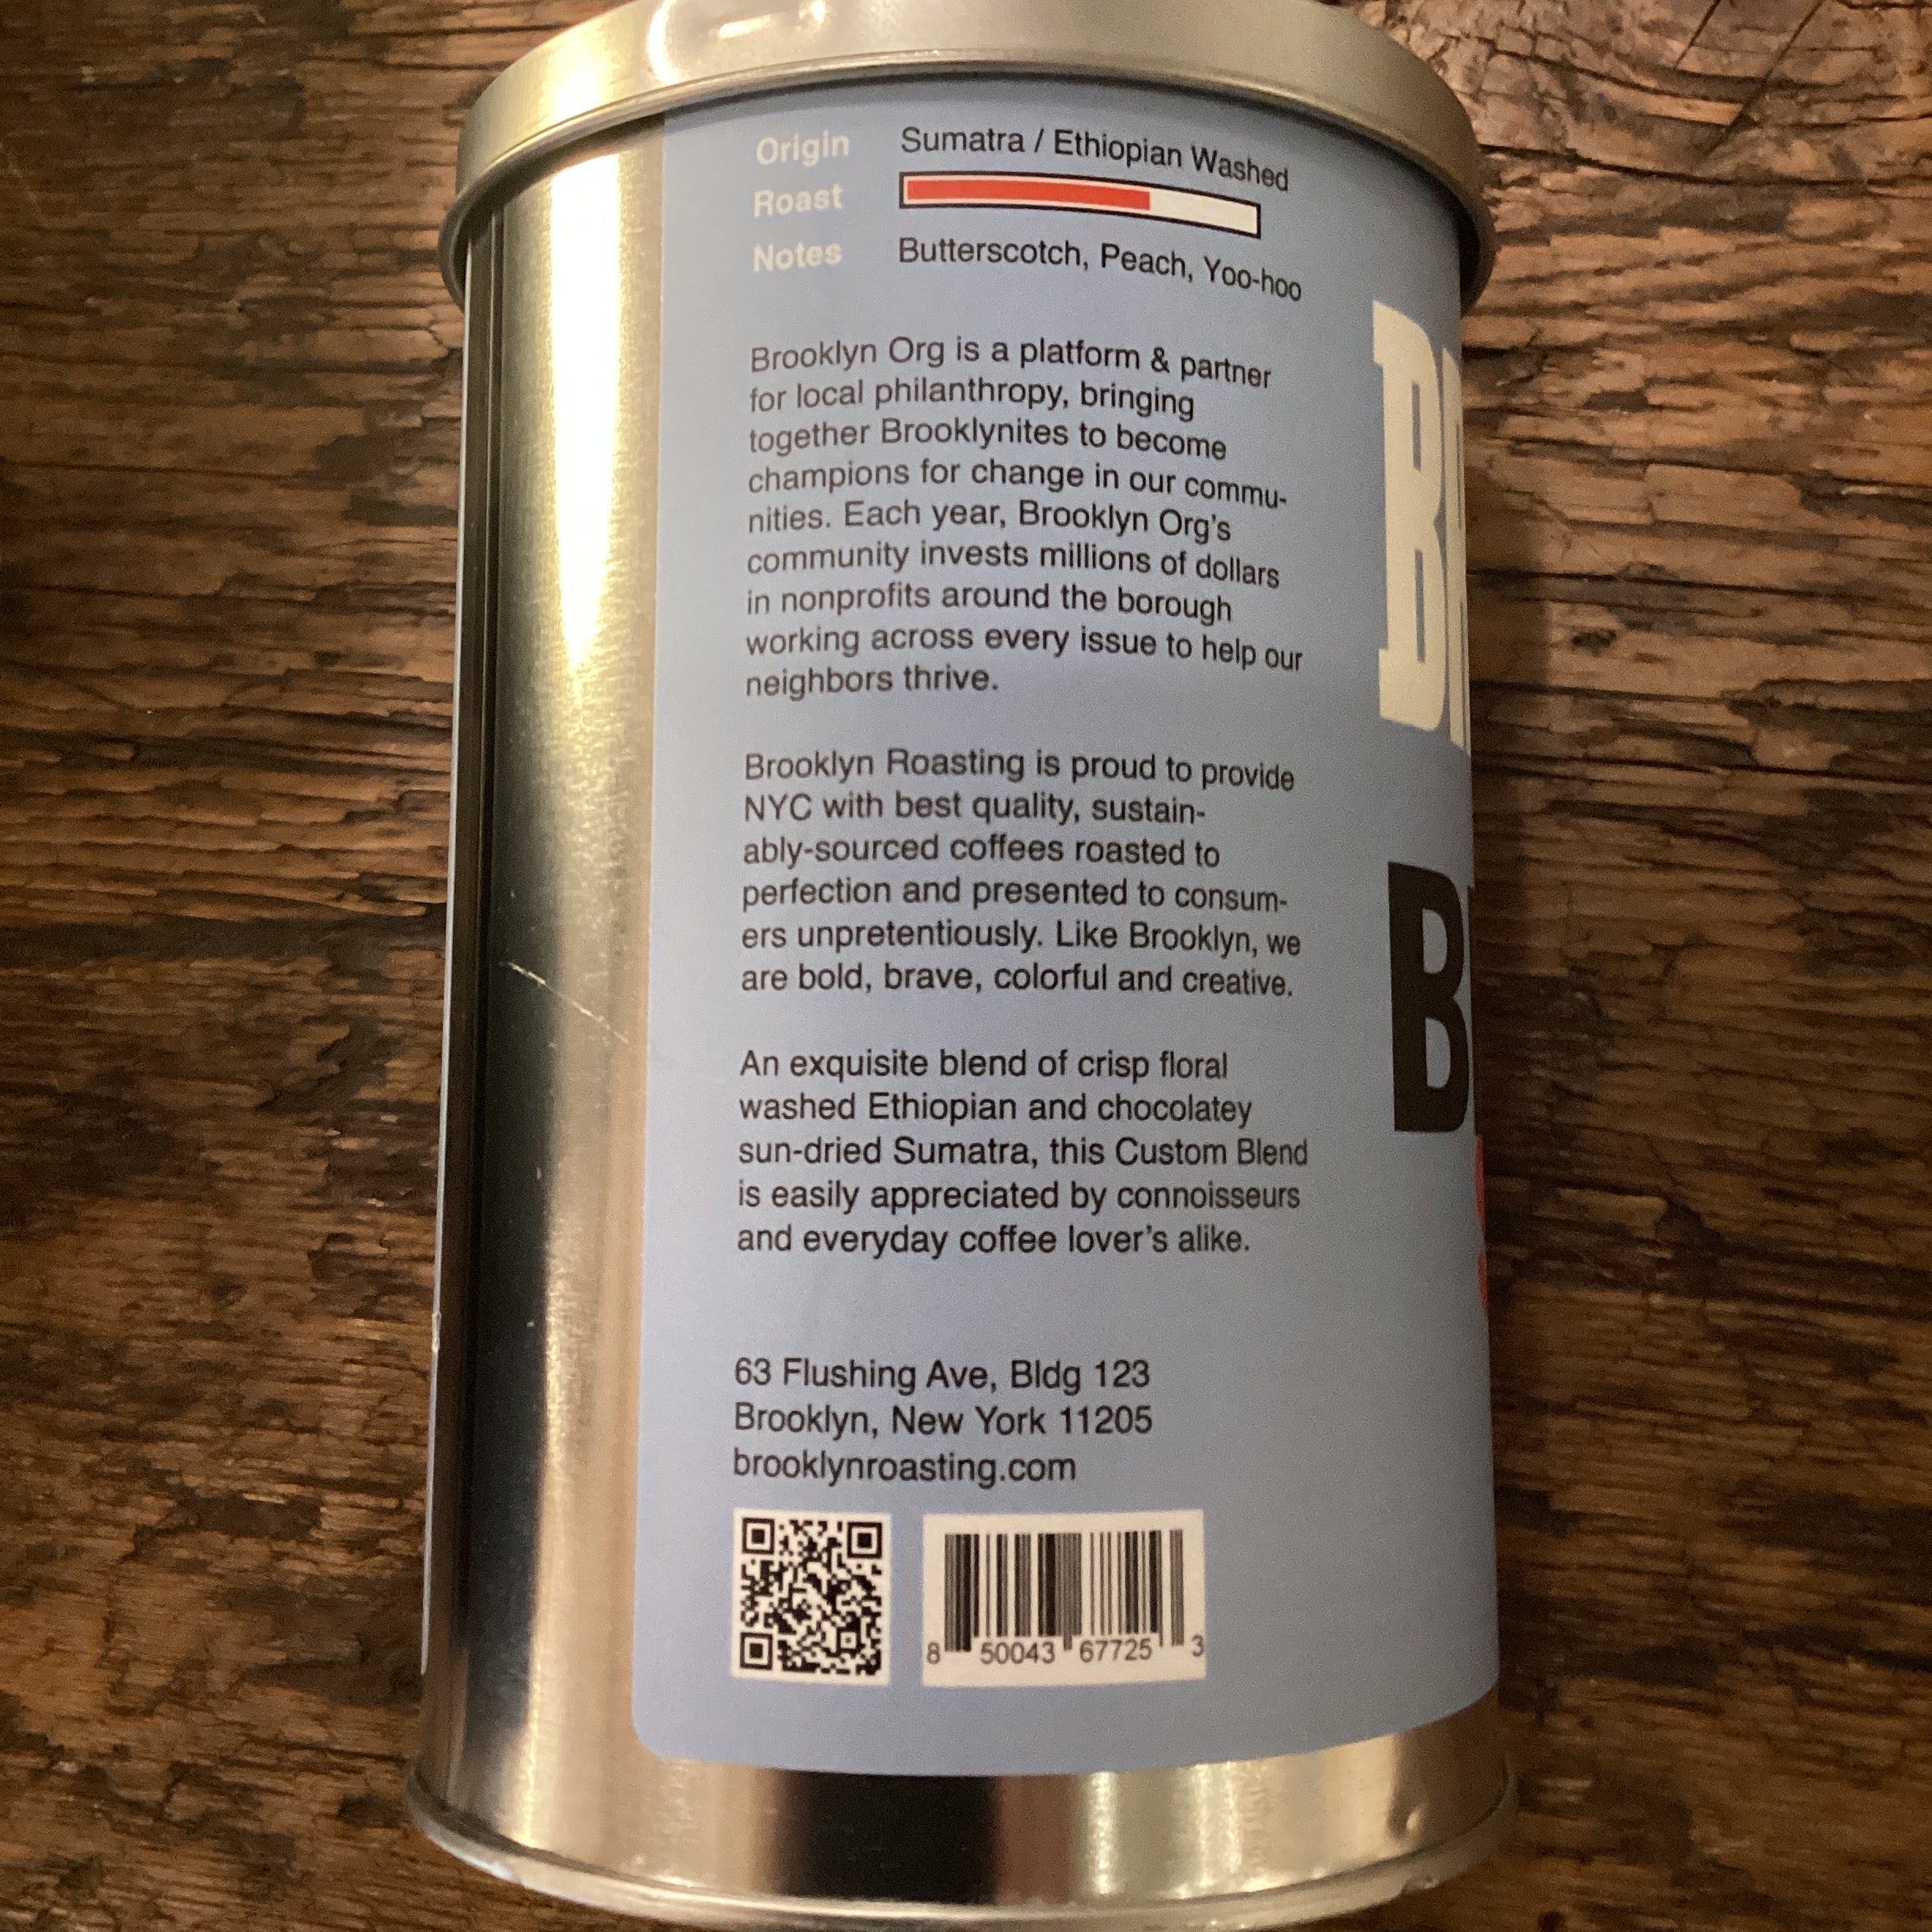 Origin Sumatra / Ethiopian Washed
Roast
Notes Butterscotch, Peach, Yoo-hoo
Brooklyn Org is a platform & partner
for local philanthropy, bringing
together Brooklynites to become
champions for change in our commu-
nities. Each year, Brooklyn Org's
community invests millions of dollars
in nonprofits around the borough
working across every issue to help our
neighbors thrive.
Brooklyn Roasting is proud to provide
NYC with best quality, sustain-
ably-sourced coffees roasted to
perfection and presented to consum-
ers unpretentiously. Like Brooklyn, we
are bold, brave, colorful and creative.
An exquisite blend of crisp floral
washed Ethiopian and chocolatey
sun-dried Sumatra, this Custom Blend
is easily appreciated by connoisseurs
and everyday coffee lover's alike.
63 Flushing Ave, Bldg 123
Brooklyn, New York 11205
brooklynroasting.com
8 50043 67725 3